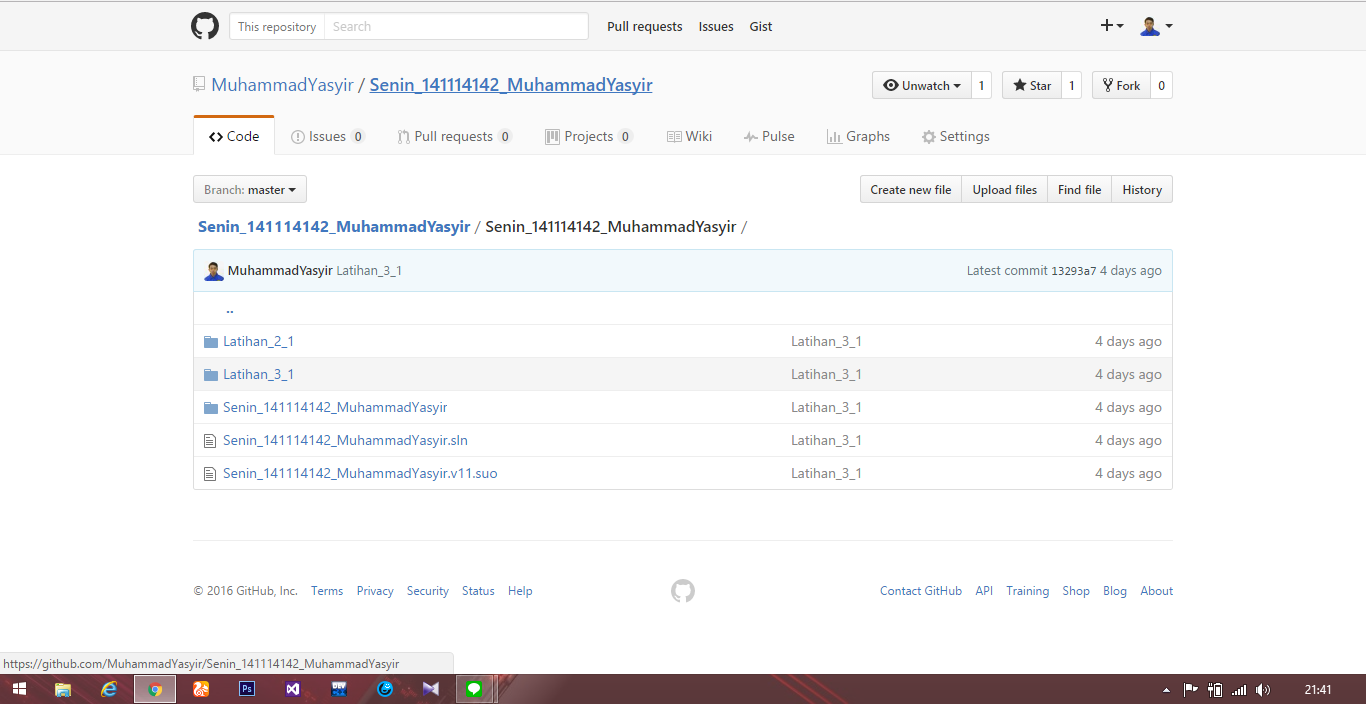 This repository Search Pull requests Issues Gist
MuhammadYasyir / Senin_141114142_MuhammadYasyir Unwatch 1 Star 1 Fork 0
Code Issues 0 Pull requests 0 Projects 0 Wiki Pulse Graphs Settings
Branch: master Create new file Upload files Find file History
Senin_141114142_MuhammadYasyir / Senin_141114142_MuhammadYasyir /
MuhammadYasyir Latihan_3_1 Latest commit 13293a7 4 days ago
..
Latihan_2_1 Latihan_3_1 4 days ago
Latihan_3_1 Latihan_3_1 4 days ago
Senin_141114142_MuhammadYasyir Latihan_3_1 4 days ago
Senin_141114142_MuhammadYasyir.sln Latihan_3_1 4 days ago
Senin_141114142_MuhammadYasyir.v11.suo Latihan_3_1 4 days ago
© 2016 GitHub, Inc. Terms Privacy Security Status Help Contact GitHub API Training Shop Blog About
https://github.com/MuhammadYasyir/Senin_141114142_MuhammadYasyir
Ps 21:41